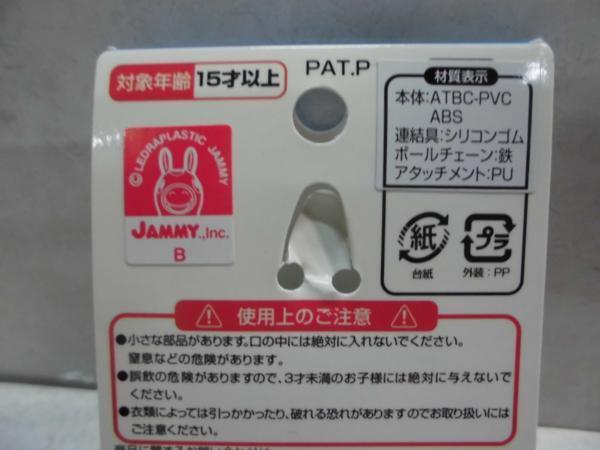 対象年齢 15才以上
PAT.P
材質表示
本体:ATBC-PVC
ABS
連結具:シリコンゴム
ボールチェーン:鉄
アタッチメント:PU
©LEDRAPLASTIC JAMMY
JAMMY.,Inc.
B
紙
台紙
プラ
外装:PP
使用上のご注意
●小さな部品があります。口の中には絶対に入れないでください。
窒息などの危険があります。
●誤飲の危険がありますので、3才未満のお子様には絶対に与えないで
ください。
●衣類によっては引っかかったり、破れる恐れがありますのでお取り扱いには
ご注意ください。